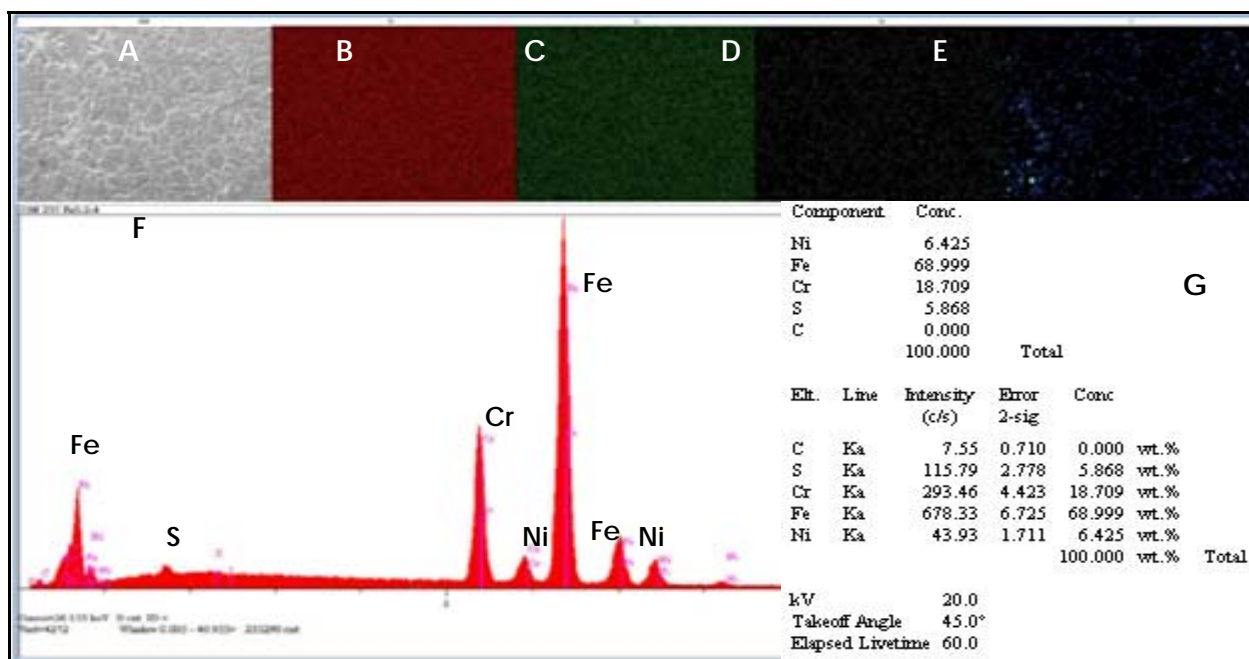 A B C D E
F
Fe
Cr
Fe
S
Ni
Fe
Ni
G
Component Conc.
Ni 6.425
Fe 68.999
Cr 18.709
S 5.868
C 0.000
100.000 Total
Elt. Line Intensity Error Conc
(c/s) 2-sig
C Ka 7.55 0.710 0.000 wt.%
S Ka 115.79 2.778 5.868 wt.%
Cr Ka 293.46 4.423 18.709 wt.%
Fe Ka 678.33 6.725 68.999 wt.%
Ni Ka 43.93 1.711 6.425 wt.%
100.000 wt.% Total
kV 20.0
Takeoff Angle 45.0°
Elapsed Livetime 60.0